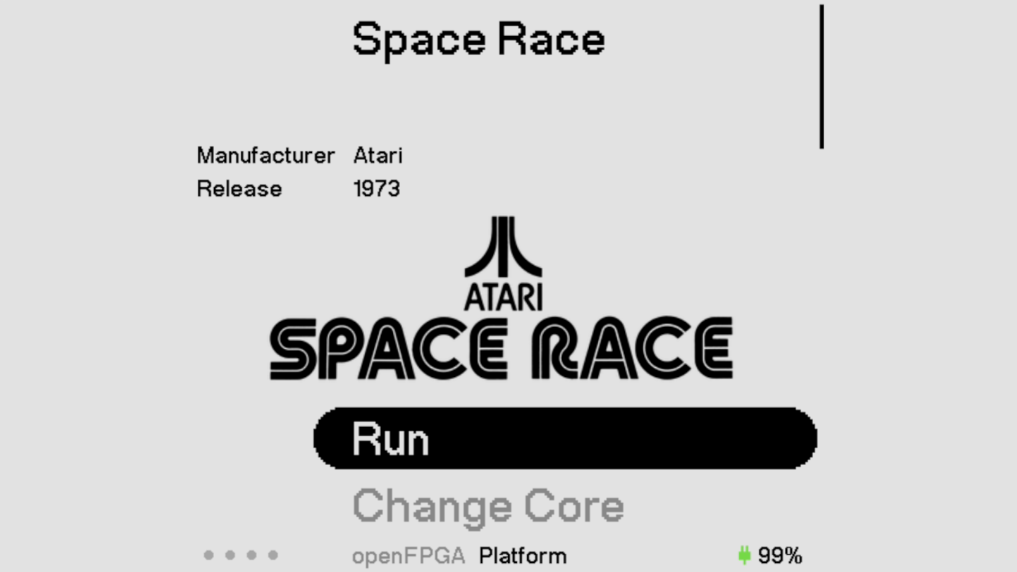 Space Race
Manufacturer Atari
Release 1973
ATARI
SPACE RACE
Run
Change Core
openFPGA Platform 99%